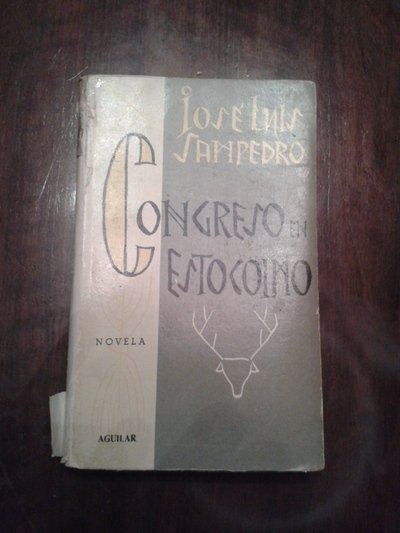 JOSÉ LUIS
SAMPEDRO
CONGRESO EN
ESTOCOLMO
NOVELA
AGUILAR